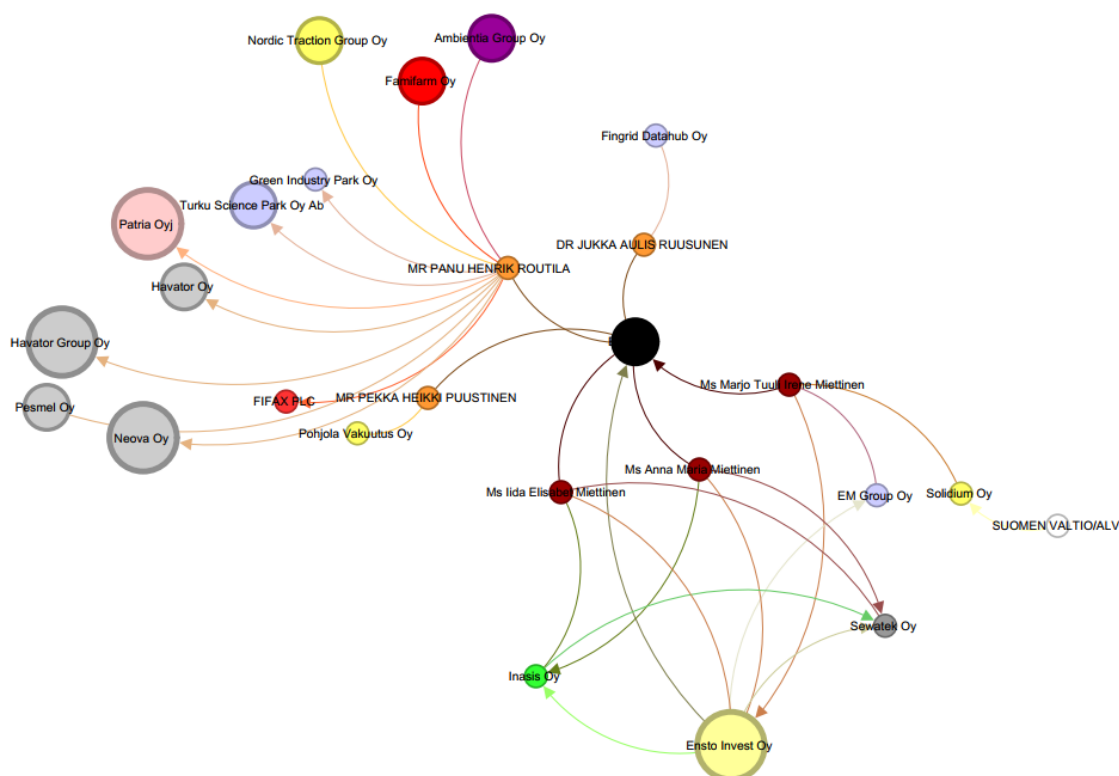 Ambientia Group Oy
Nordic Traction Group Oy
Famifarm Oy
Fingrid Datahub Oy
Green Industry Park Oy
Turku Science Park Oy Ab
Patria Oyj
DR JUKKA AULIS RUUSUNEN
MR PANU HENRIK ROUTILA
Havator Oy
Havator Group Oy
Ms Marjo Tuuli Irene Miettinen
MR PEKKA HEIKKI PUUSTINEN
FIFAX PLC
Pesmel Oy
Pohjola Vakuutus Oy
Neova Oy
Ms Anna Maria Miettinen
Ms Iida Elisabet Miettinen
EM Group Oy
Solidium Oy
SUOMEN VALTIO/ALV
Sewatek Oy
Inasis Oy
Ensto Invest Oy